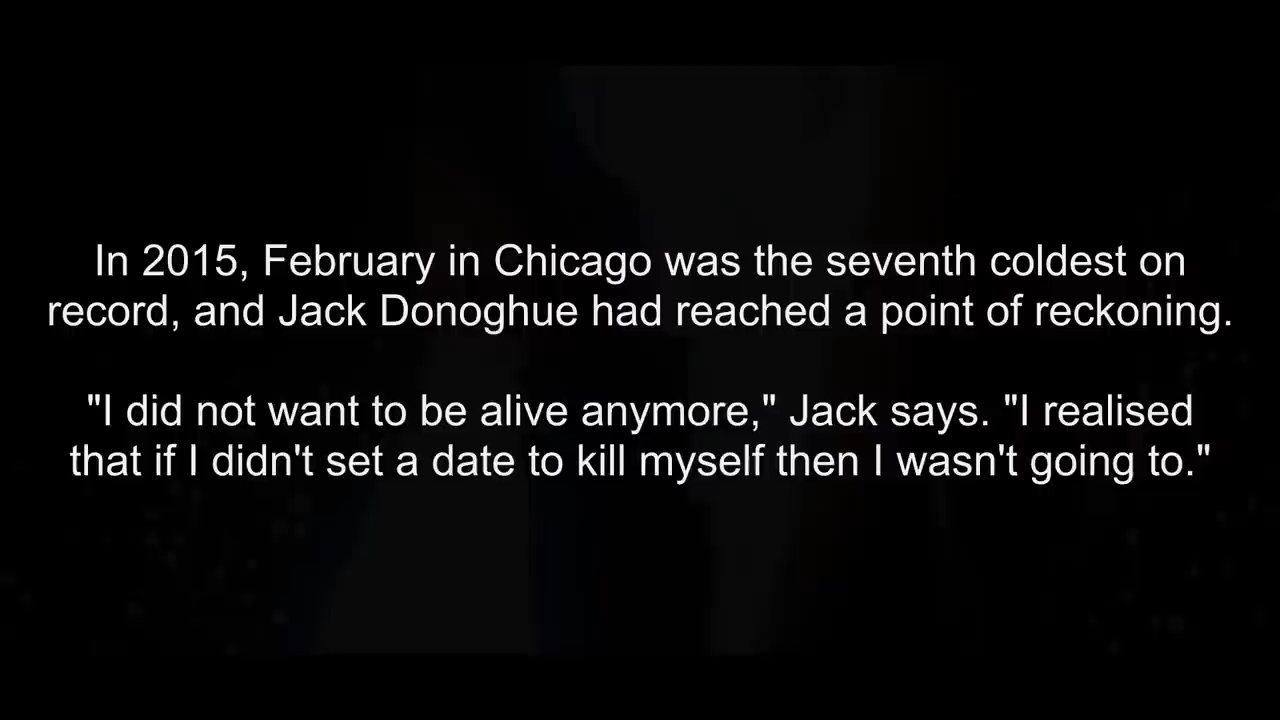 In 2015, February in Chicago was the seventh coldest on
record, and Jack Donoghue had reached a point of reckoning.
"I did not want to be alive anymore," Jack says. "I realised
that if I didn't set a date to kill myself then I wasn't going to."